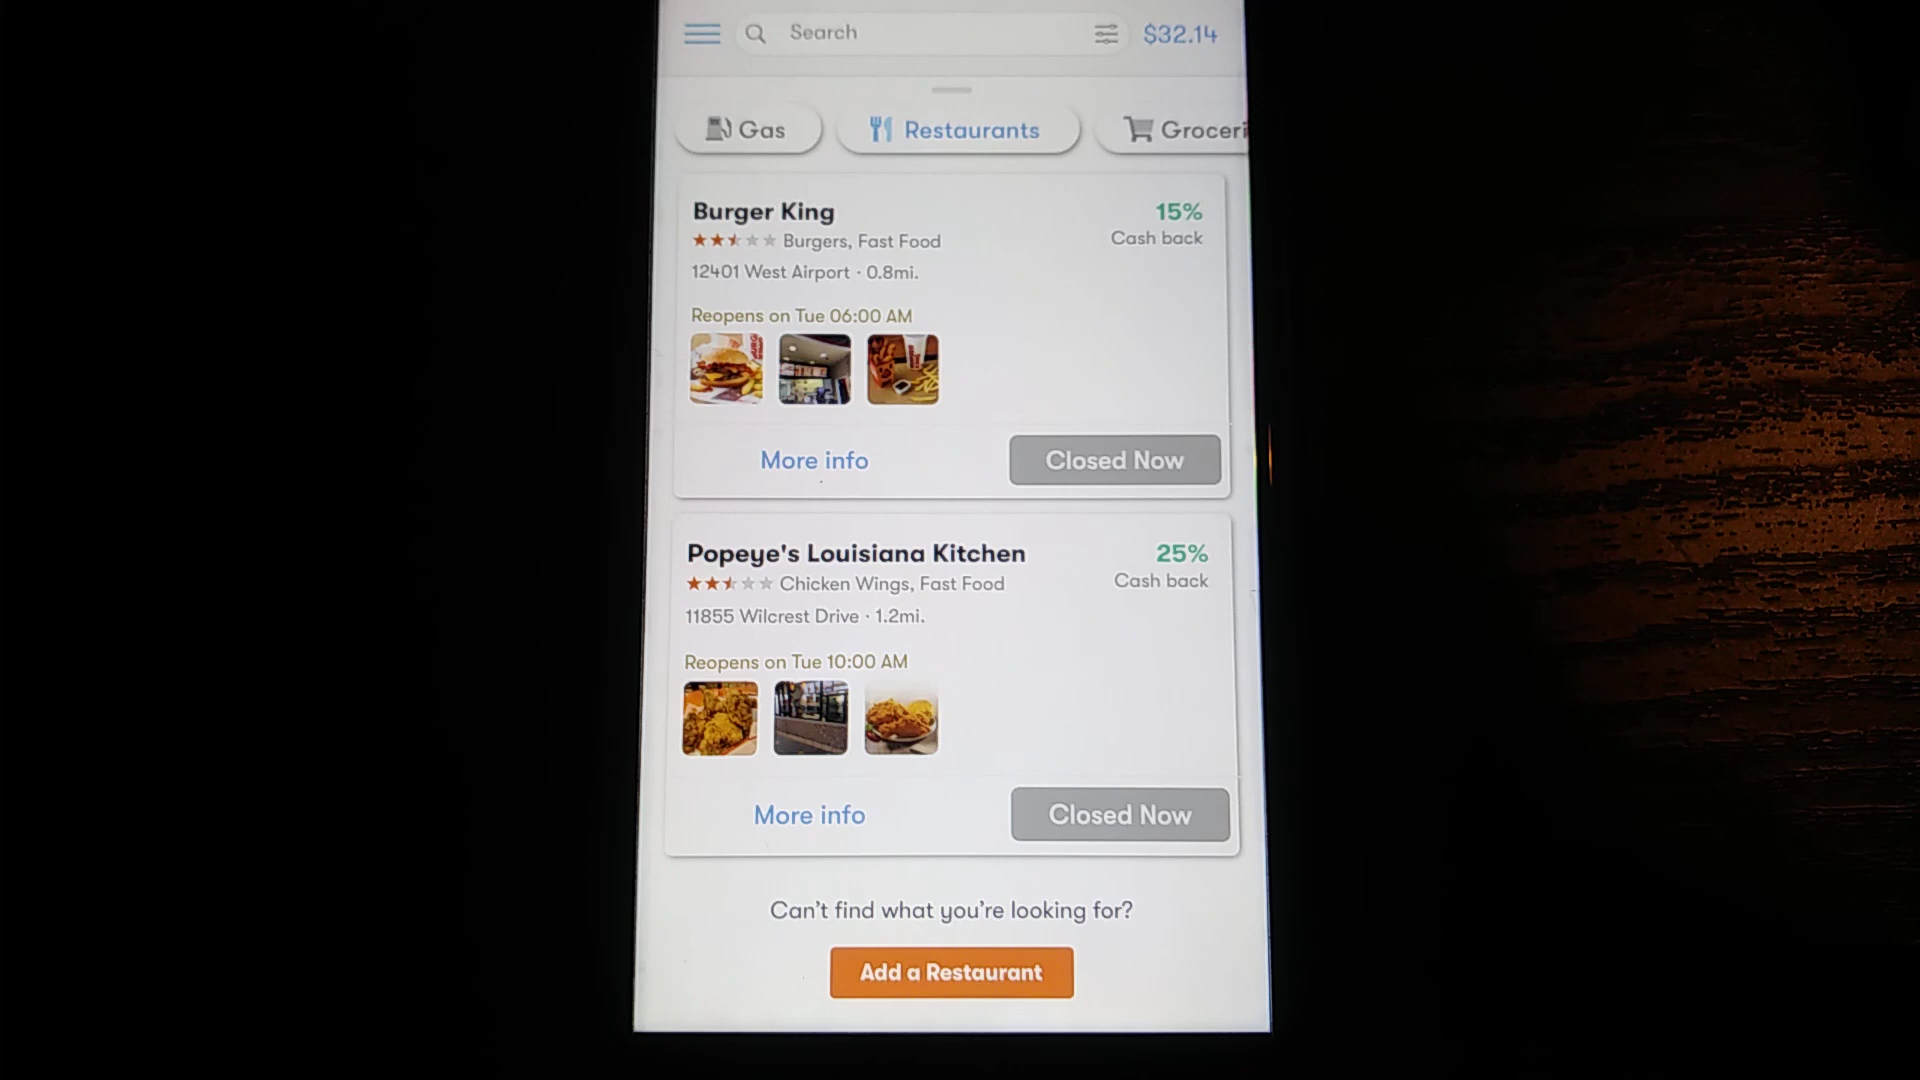 Search
$32.14
Gas
Restaurants
Groceri
Burger King
15%
Burgers, Fast Food
Cash back
12401 West Airport · 0.8mi.
Reopens on Tue 06:00 AM
More info
Closed Now
Popeye's Louisiana Kitchen
25%
Chicken Wings, Fast Food
Cash back
11855 Wilcrest Drive · 1.2mi.
Reopens on Tue 10:00 AM
More info
Closed Now
Can't find what you're looking for?
Add a Restaurant